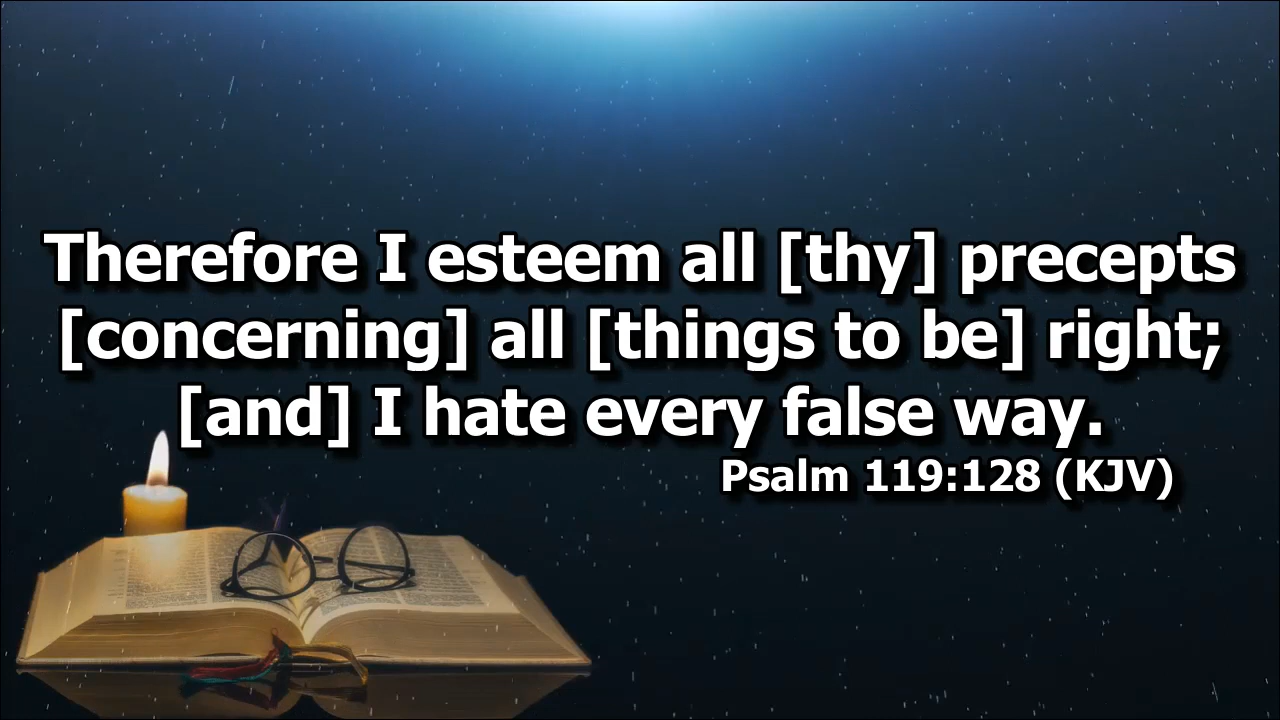 Therefore I esteem all [thy] precepts
[concerning] all [things to be] right;
[and] I hate every false way.
Psalm 119:128 (KJV)